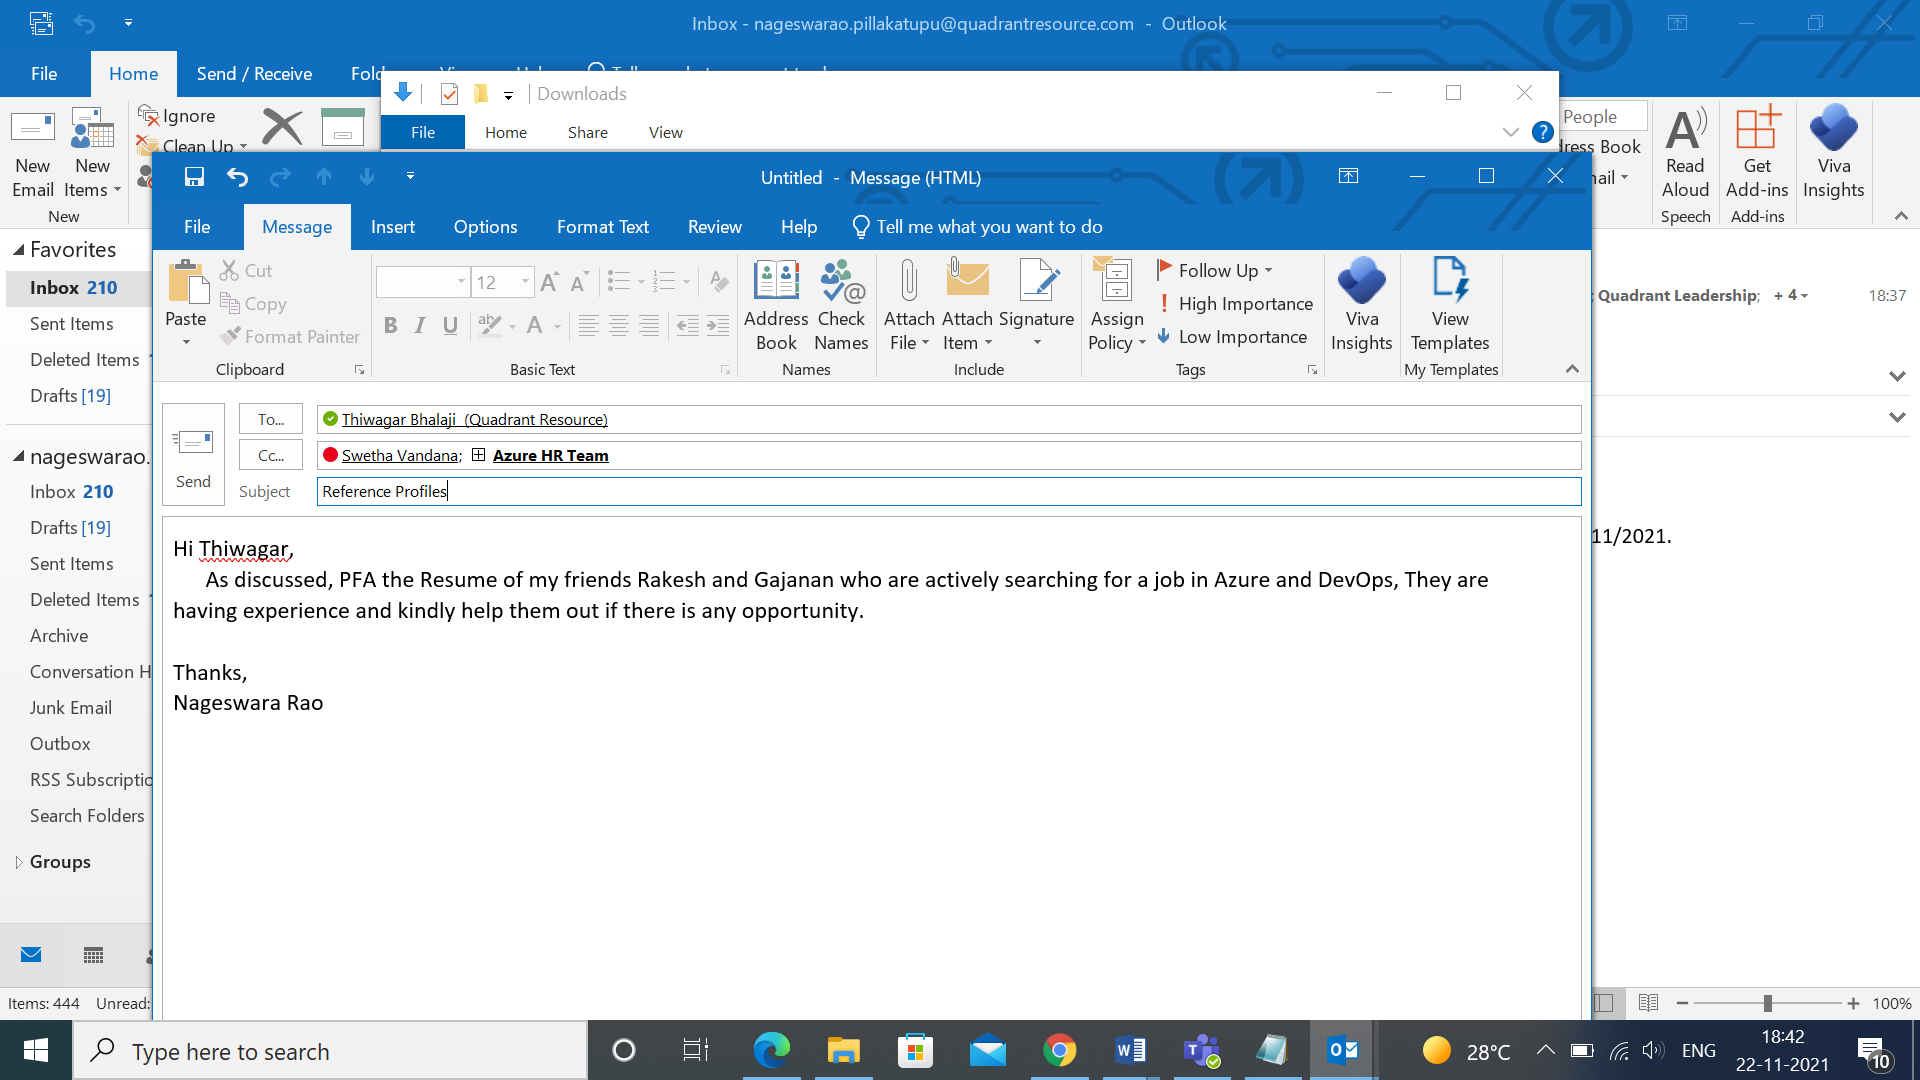 Inbox - nageswarao.pillakatupu@quadrantresource.com - Outlook
File Home Send / Receive
Downloads
File Home Share View
New Email
New Items
New
Ignore
Clean Up
People
Read Aloud
Speech
Get Add-ins
Add-ins
Viva Insights
Untitled - Message (HTML)
File Message Insert Options Format Text Review Help Tell me what you want to do
Paste
Cut
Copy
Format Painter
Clipboard
12
B I U
Basic Text
Address Book
Check Names
Names
Attach File
Attach Item
Signature
Include
Assign Policy
Follow Up
High Importance
Low Importance
Tags
Viva Insights
View Templates
My Templates
Favorites
Inbox 210
Sent Items
Deleted Items
Drafts [19]
nageswarao.
Inbox 210
Drafts [19]
Sent Items
Deleted Items
Archive
Conversation H
Junk Email
Outbox
RSS Subscriptio
Search Folders
Groups
Items: 444 Unread:
; Quadrant Leadership; + 4 18:37
11/2021.
Send
To... Thiwagar Bhalaji (Quadrant Resource)
Cc... Swetha Vandana; Azure HR Team
Subject Reference Profiles
Hi Thiwagar,
As discussed, PFA the Resume of my friends Rakesh and Gajanan who are actively searching for a job in Azure and DevOps, They are
having experience and kindly help them out if there is any opportunity.
Thanks,
Nageswara Rao
100%
Type here to search
28°C ENG
18:42
22-11-2021
10